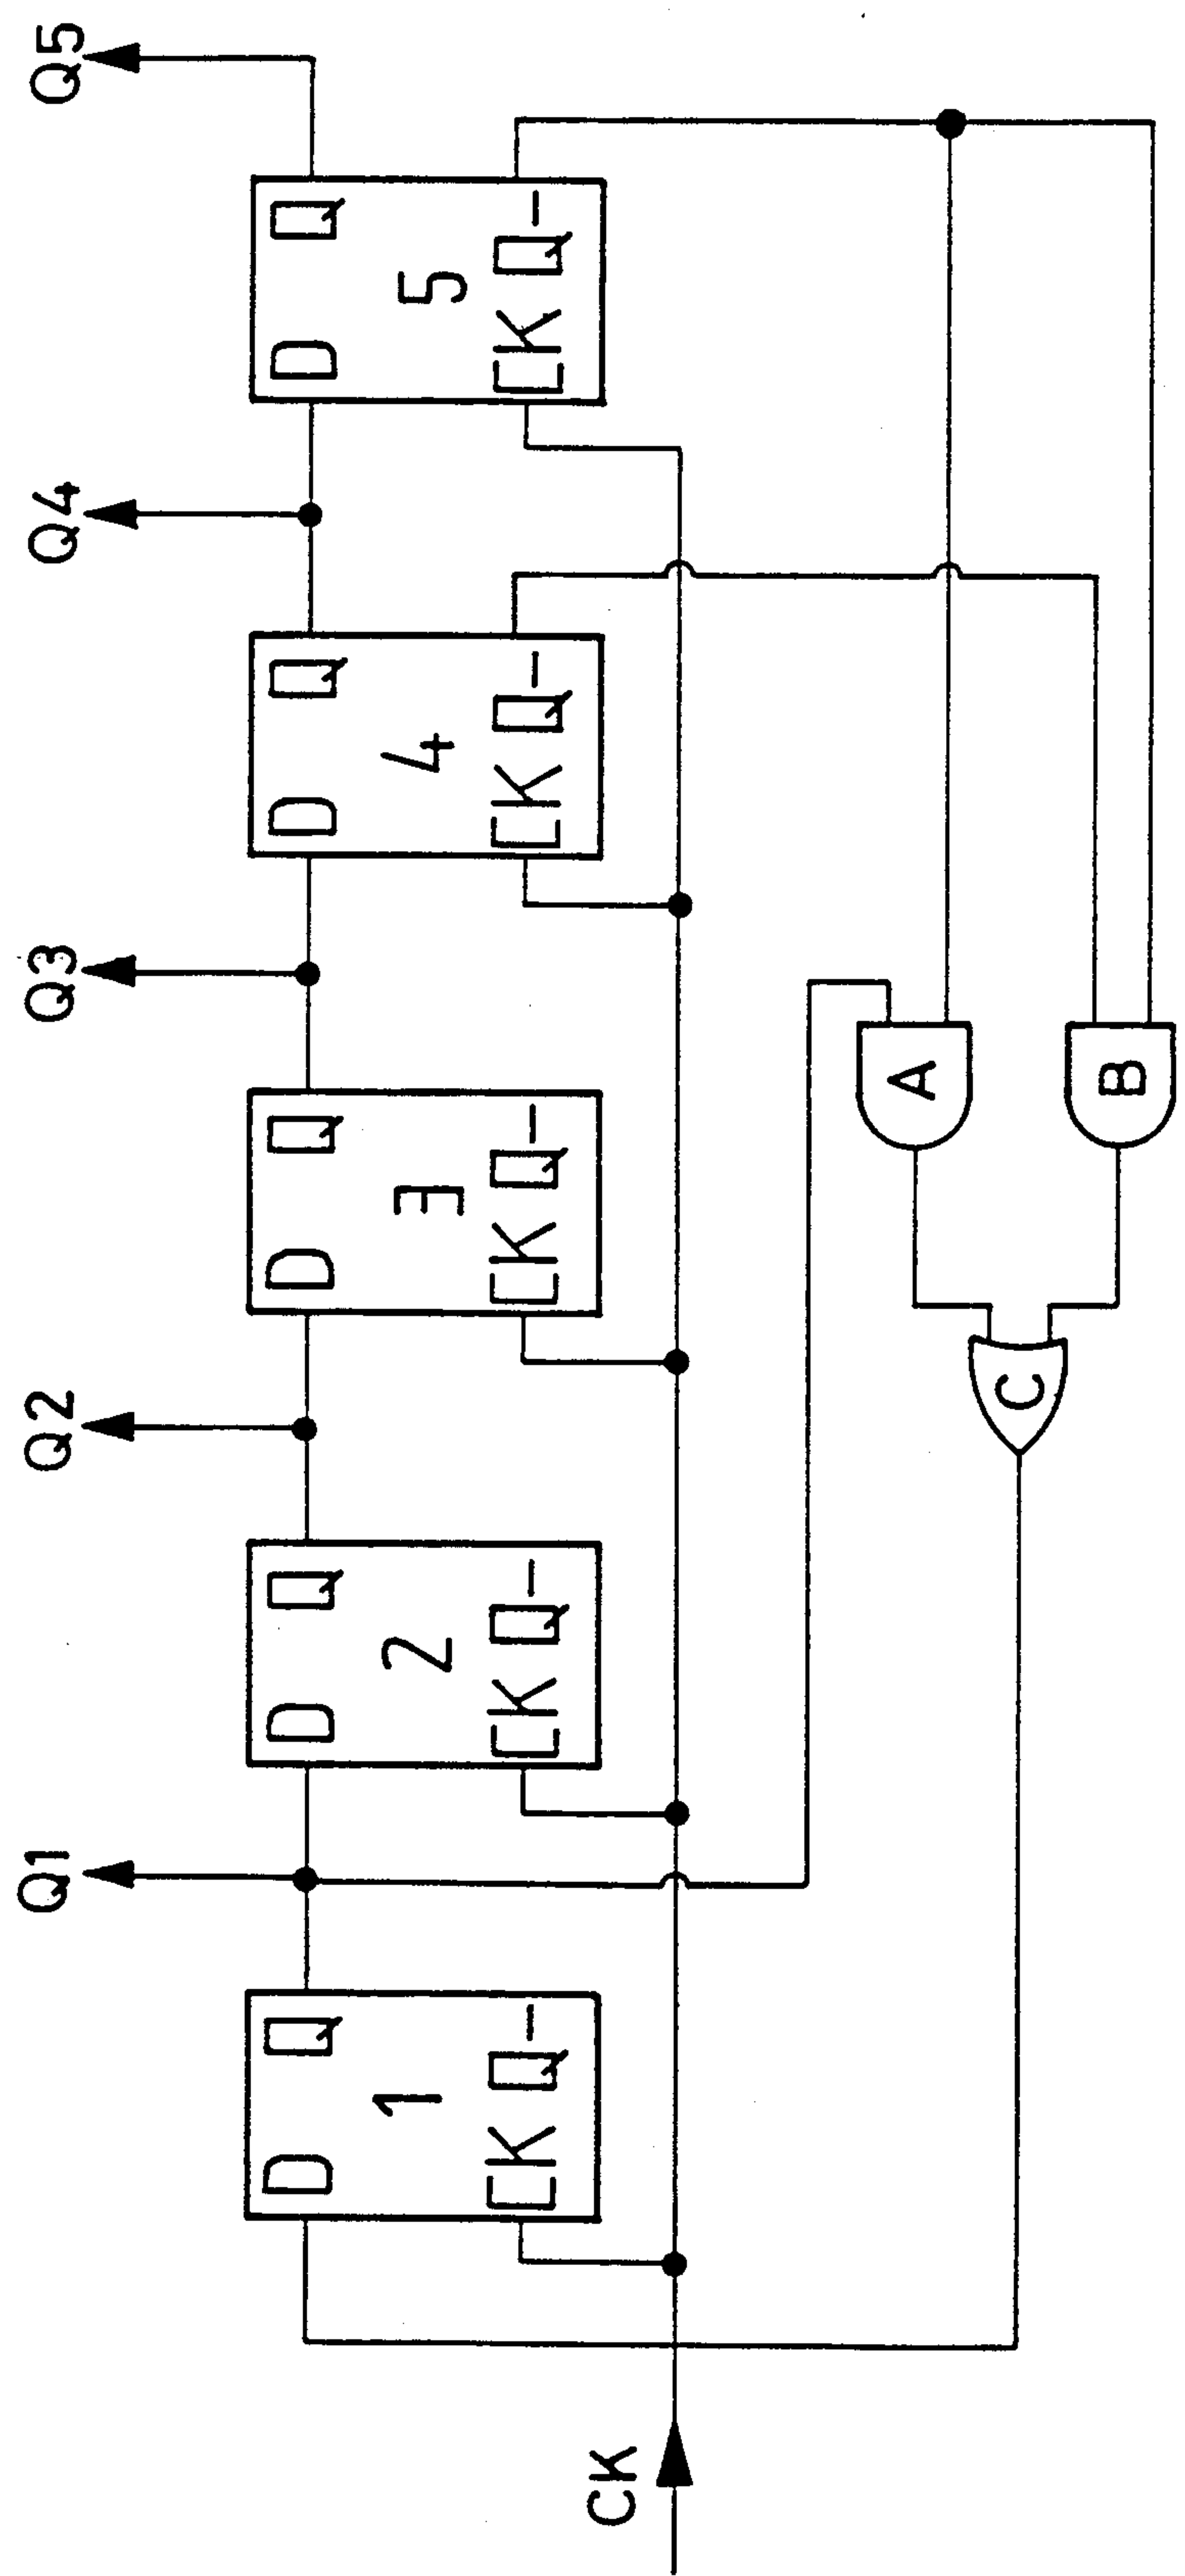 Q1 Q2 Q3 Q4 Q5
D Q D Q D Q D Q D Q
1 2 3 4 5
CK Q̅ CK Q̅ CK Q̅ CK Q̅ CK Q̅
CK
A
C
B